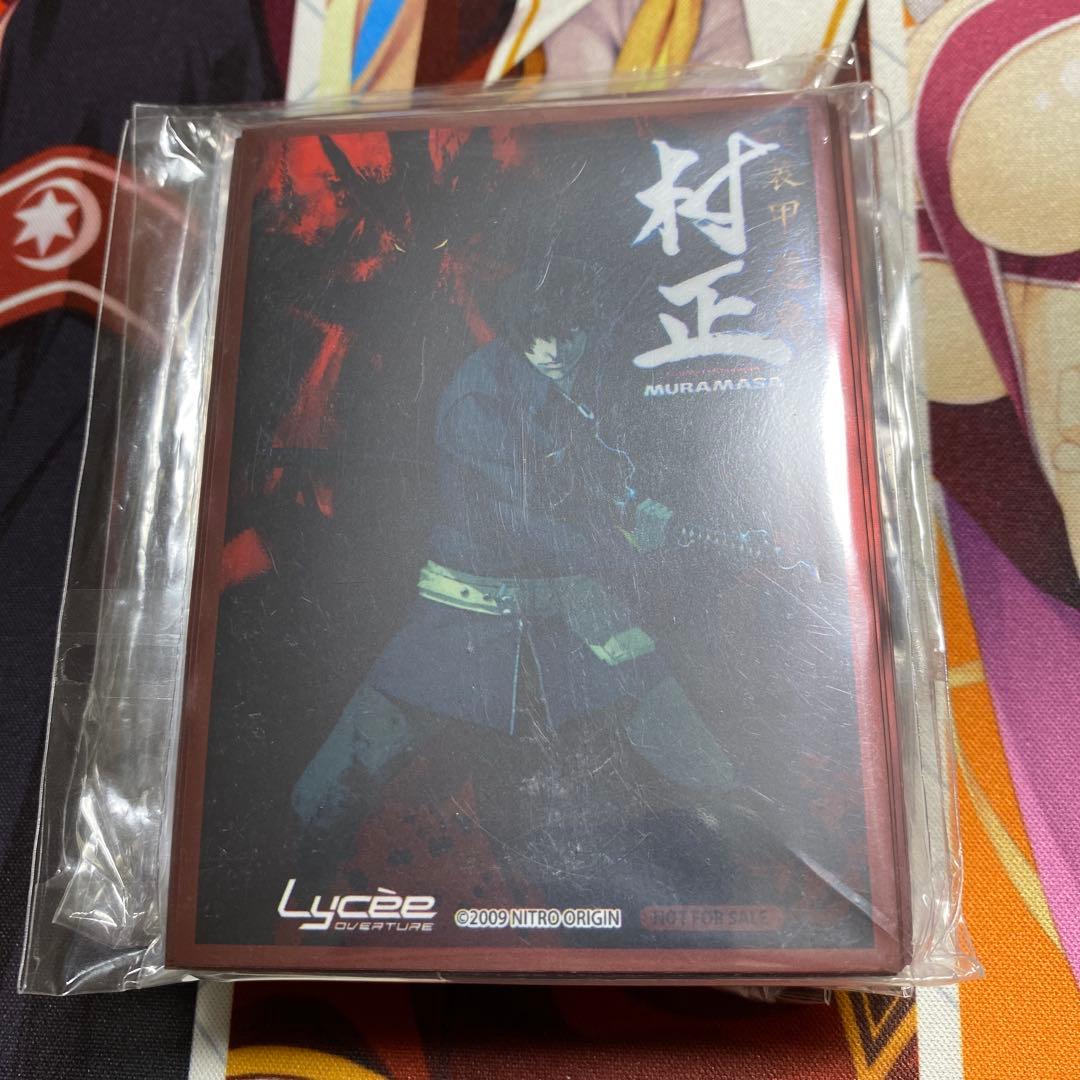 装甲悪鬼
村正
MURAMASA
Lycèe
OVERTURE
©2009 NITRO ORIGIN
NOT FOR SALE